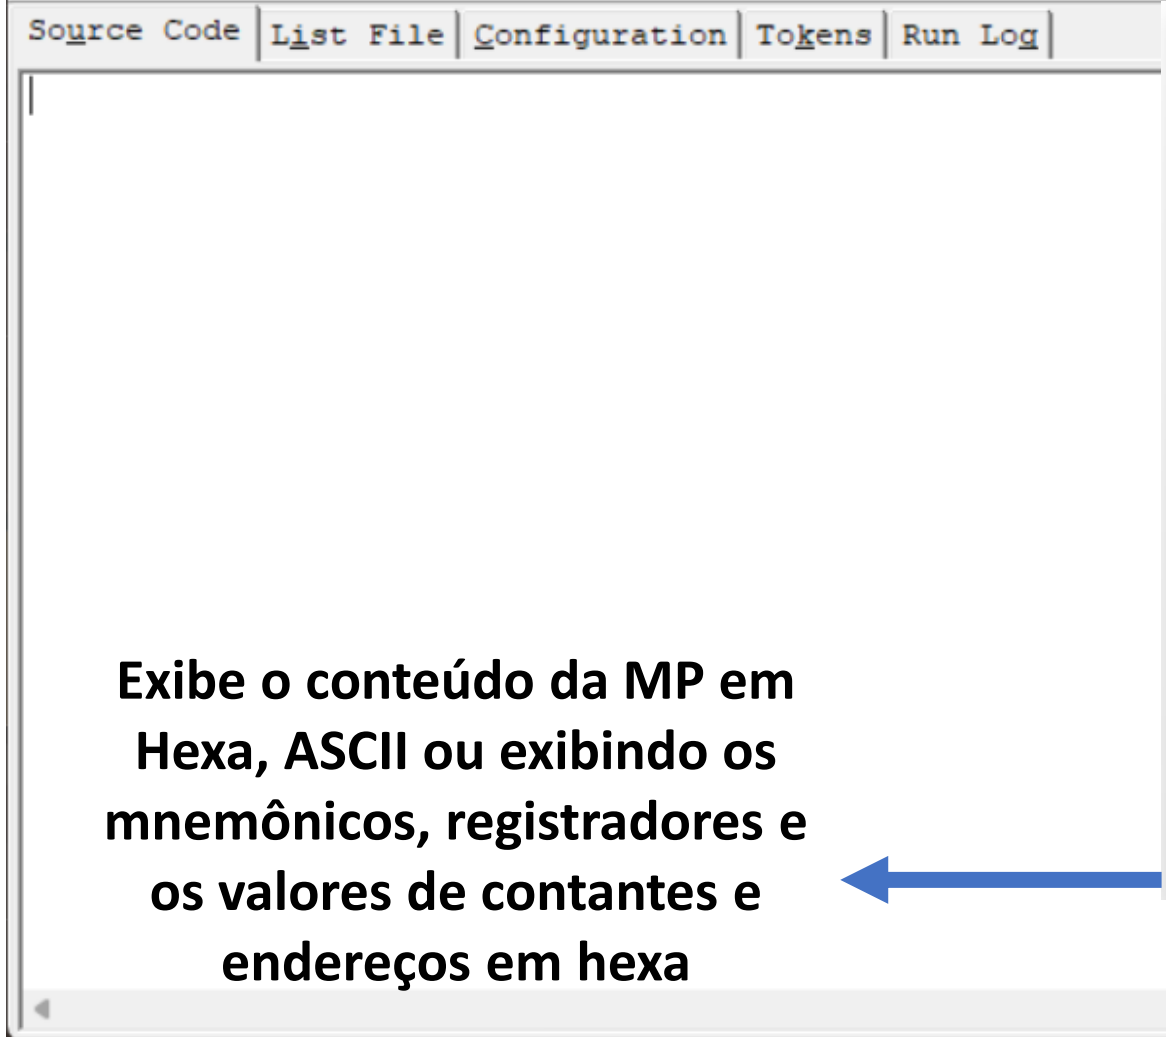 Source Code List File Configuration Tokens Run Log
Exibe o conteúdo da MP em
Hexa, ASCII ou exibindo os
mnemônicos, registradores e
os valores de contantes e
endereços em hexa